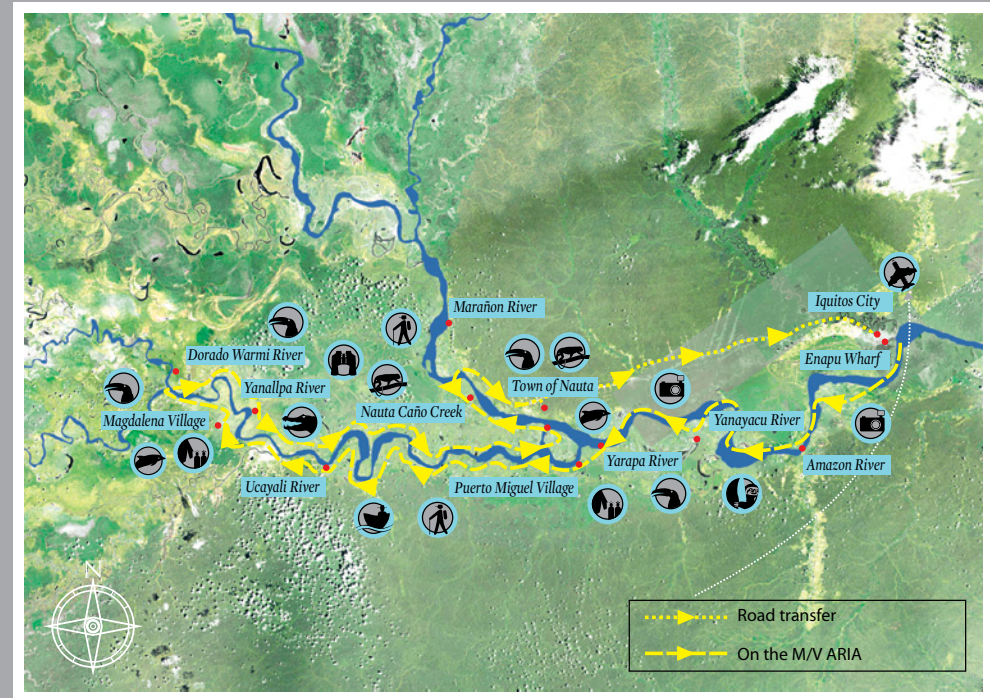 Marañon River
Iquitos City
Enapu Wharf
Dorado Warmi River
Yanallpa River
Town of Nauta
Magdalena Village
Nauta Caño Creek
Yanayacu River
Ucayali River
Puerto Miguel Village
Yarapa River
Amazon River
N
Road transfer
On the M/V ARIA